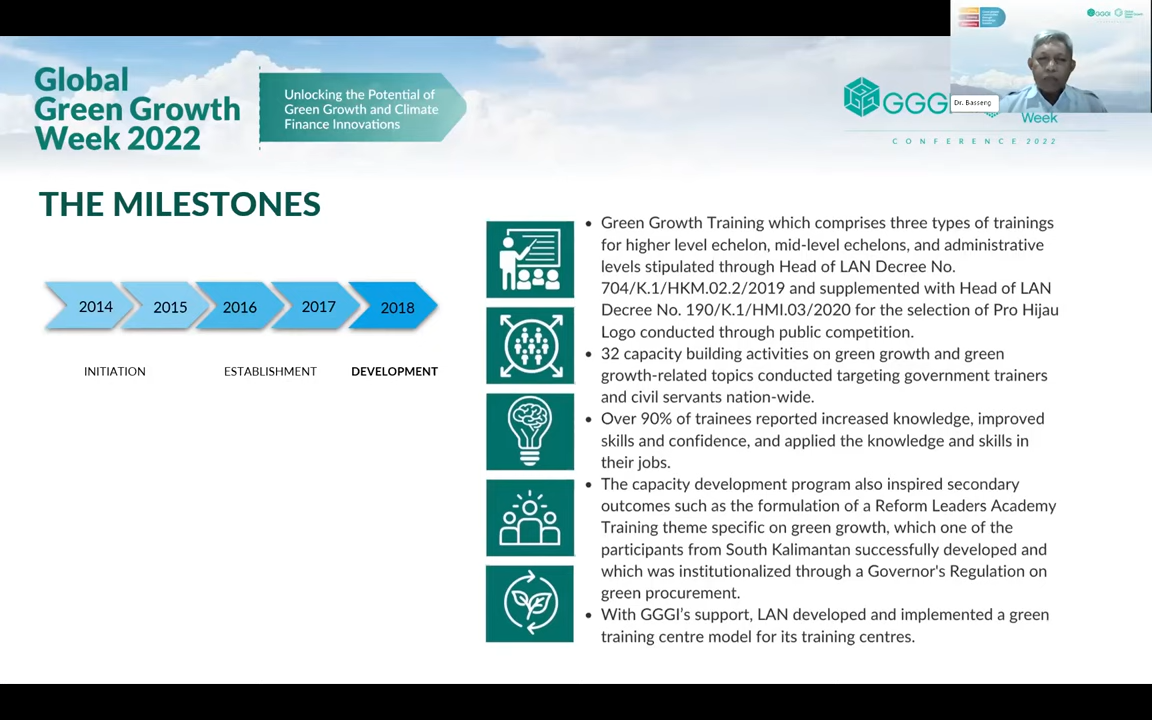 Global
Green Growth
Week 2022
Unlocking the Potential of
Green Growth and Climate
Finance Innovations
GGG
Week
CONFERENCE 2022
GGGI
Dr. Basseng
THE MILESTONES
2014
2015
2016
2017
2018
INITIATION
ESTABLISHMENT
DEVELOPMENT
• Green Growth Training which comprises three types of trainings
for higher level echelon, mid-level echelons, and administrative
levels stipulated through Head of LAN Decree No.
704/K.1/HKM.02.2/2019 and supplemented with Head of LAN
Decree No. 190/K.1/HMI.03/2020 for the selection of Pro Hijau
Logo conducted through public competition.
• 32 capacity building activities on green growth and green
growth-related topics conducted targeting government trainers
and civil servants nation-wide.
• Over 90% of trainees reported increased knowledge, improved
skills and confidence, and applied the knowledge and skills in
their jobs.
• The capacity development program also inspired secondary
outcomes such as the formulation of a Reform Leaders Academy
Training theme specific on green growth, which one of the
participants from South Kalimantan successfully developed and
which was institutionalized through a Governor's Regulation on
green procurement.
• With GGGI’s support, LAN developed and implemented a green
training centre model for its training centres.